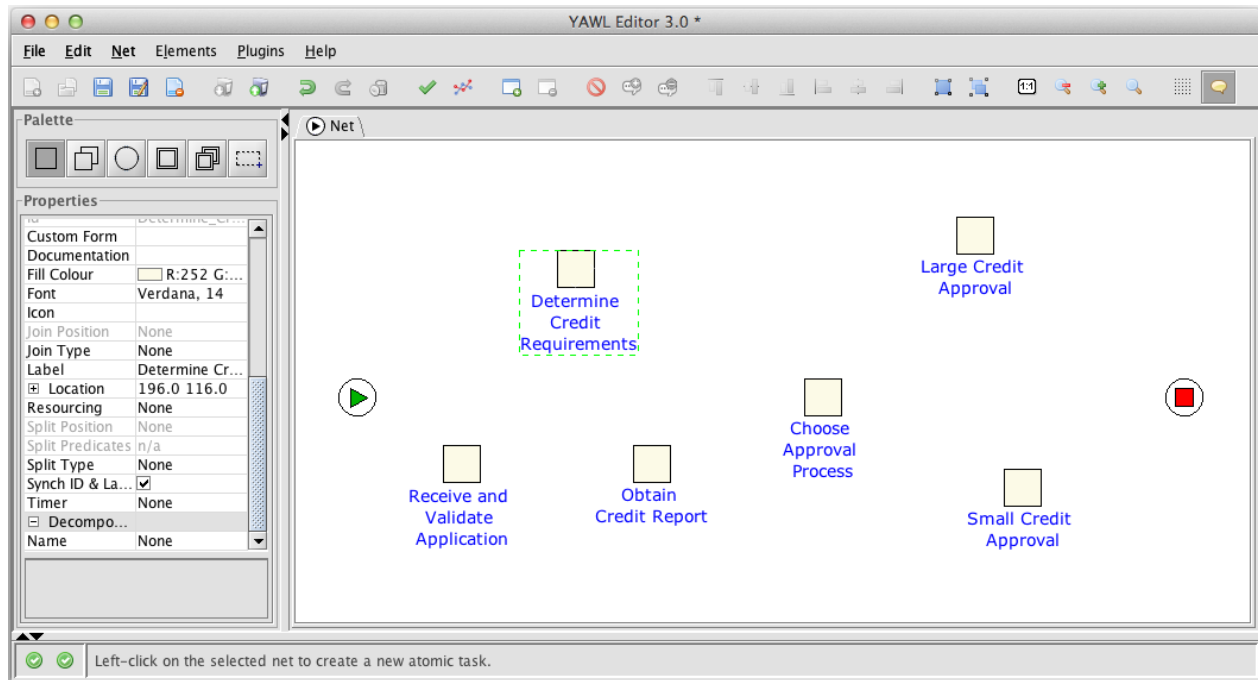 YAWL Editor 3.0 *
File Edit Net Elements Plugins Help
1:1
Palette
Net
Properties
Id Determine_Cr...
Custom Form
Documentation
Fill Colour R:252 G:...
Font Verdana, 14
Icon
Join Position None
Join Type None
Label Determine Cr...
Location 196.0 116.0
Resourcing None
Split Position None
Split Predicates n/a
Split Type None
Synch ID & La...
Timer None
Decompo...
Name None
Large Credit
Approval
Determine
Credit
Requirements
Choose
Approval
Process
Receive and
Validate
Application
Obtain
Credit Report
Small Credit
Approval
Left-click on the selected net to create a new atomic task.